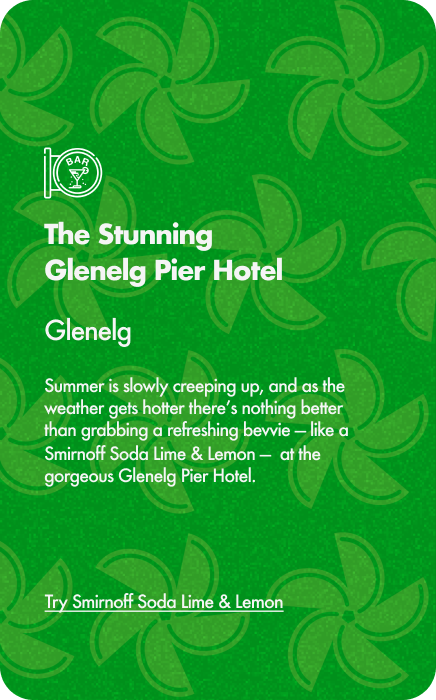 BAR
The Stunning
Glenelg Pier Hotel
Glenelg
Summer is slowly creeping up, and as the
weather gets hotter there's nothing better
than grabbing a refreshing bevvie — like a
Smirnoff Soda Lime & Lemon —  at the
gorgeous Glenelg Pier Hotel.
Try Smirnoff Soda Lime & Lemon